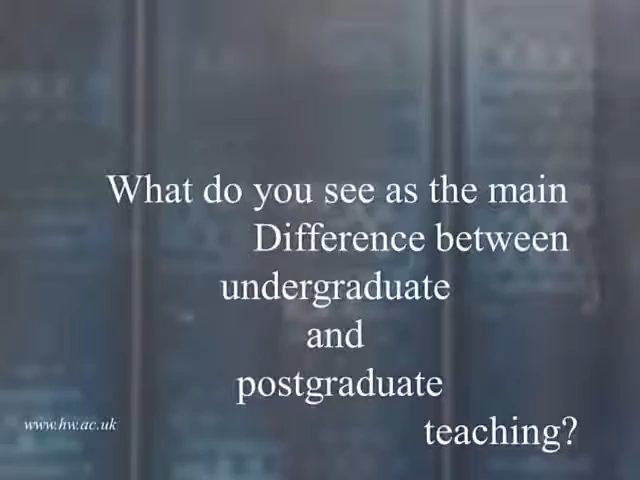 What do you see as the main
Difference between
undergraduate
and
postgraduate
teaching?
www.hw.ac.uk